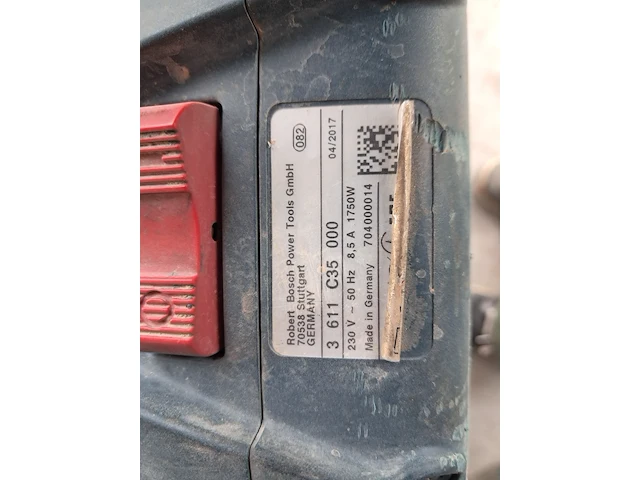 Robert Bosch Power Tools GmbH
70538 Stuttgart
GERMANY
082
3 611 C35 000
04/2017
230 V ~ 50 Hz 8,5 A 1750W
Made in Germany 704000014